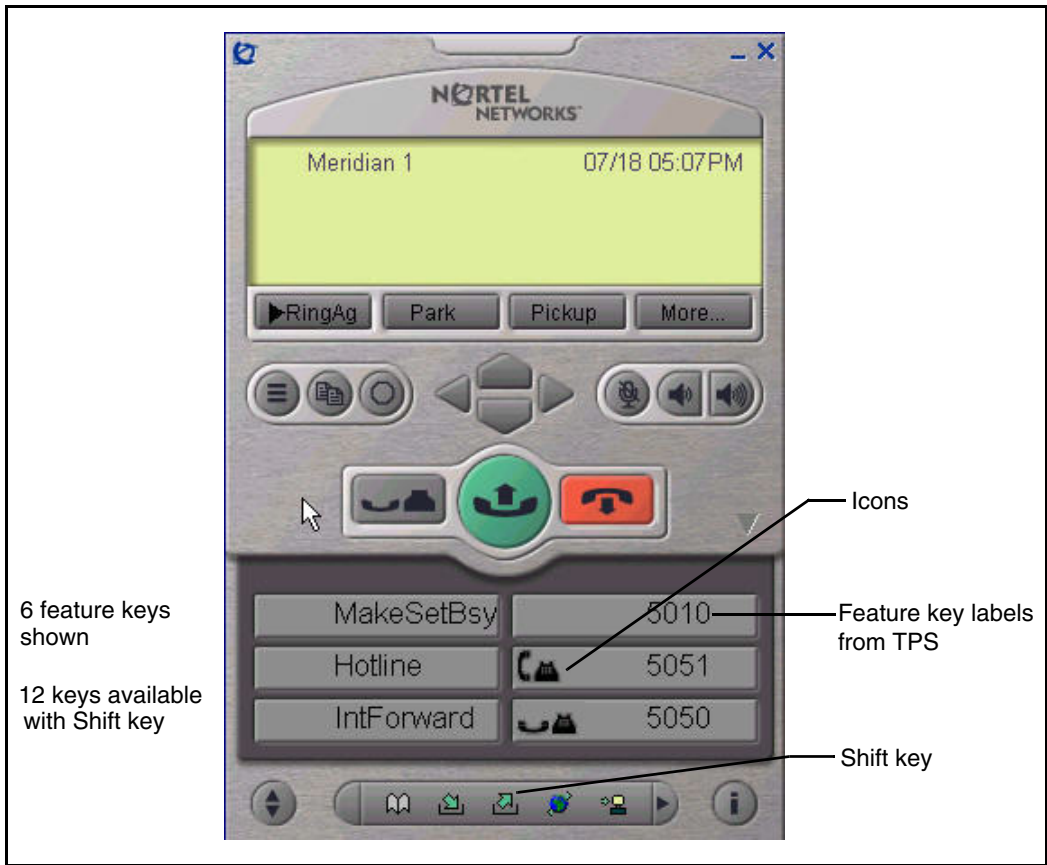 NORTEL
NETWORKS
Meridian 1 07/18 05:07PM
RingAg Park Pickup More...
Icons
6 feature keys
shown
12 keys available
with Shift key
MakeSetBsy 5010
Hotline 5051
IntForward 5050
Feature key labels
from TPS
Shift key